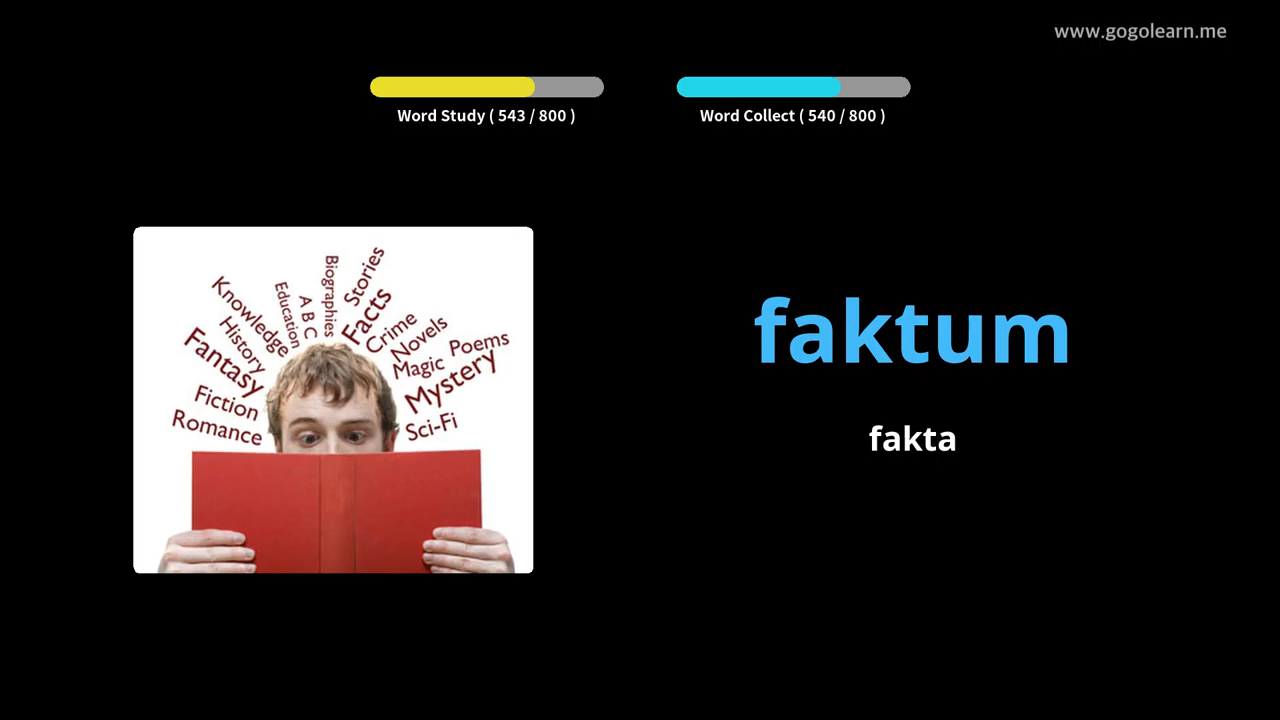 www.gogolearn.me
Word Study ( 543 / 800 )
Word Collect ( 540 / 800 )
Knowledge
Education
A B C
Biographies
Stories
Facts
Crime
Novels
Poems
Magic
Mystery
Sci-Fi
History
Fantasy
Fiction
Romance
faktum
fakta